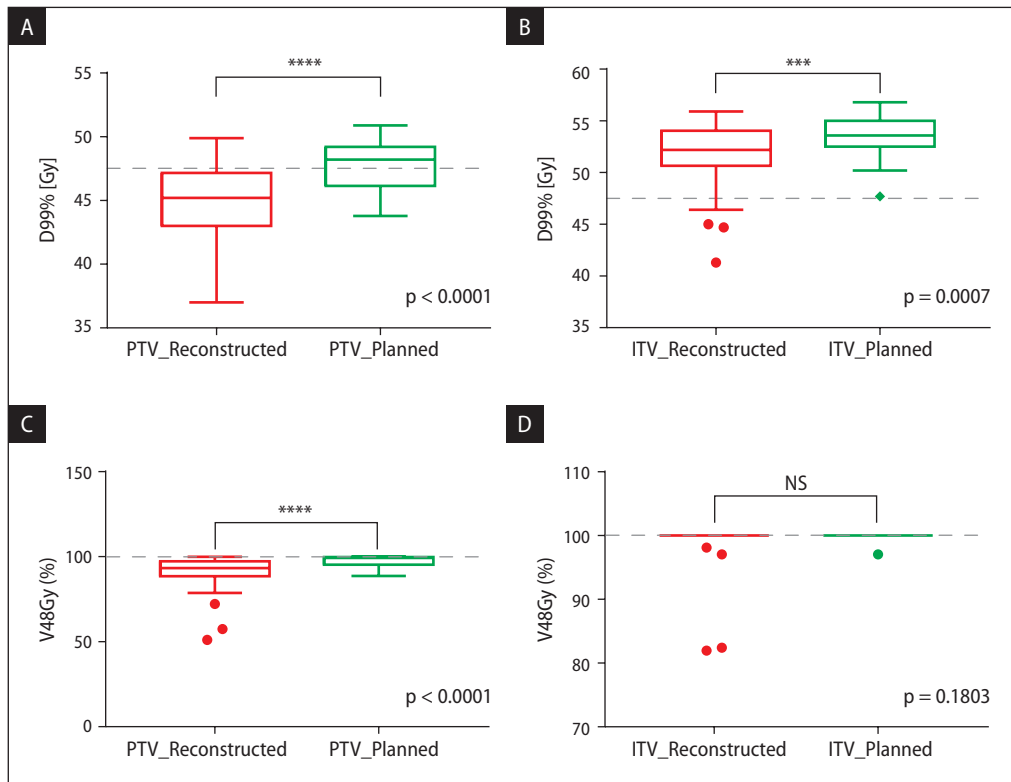 A
****
55
50
45
40
35
D99% [Gy]
p < 0.0001
PTV_Reconstructed PTV_Planned
B
***
60
55
50
45
40
35
D99% [Gy]
p = 0.0007
ITV_Reconstructed ITV_Planned
C
****
150
100
50
0
V48Gy (%)
p < 0.0001
PTV_Reconstructed PTV_Planned
D
NS
110
100
90
80
70
V48Gy (%)
p = 0.1803
ITV_Reconstructed ITV_Planned